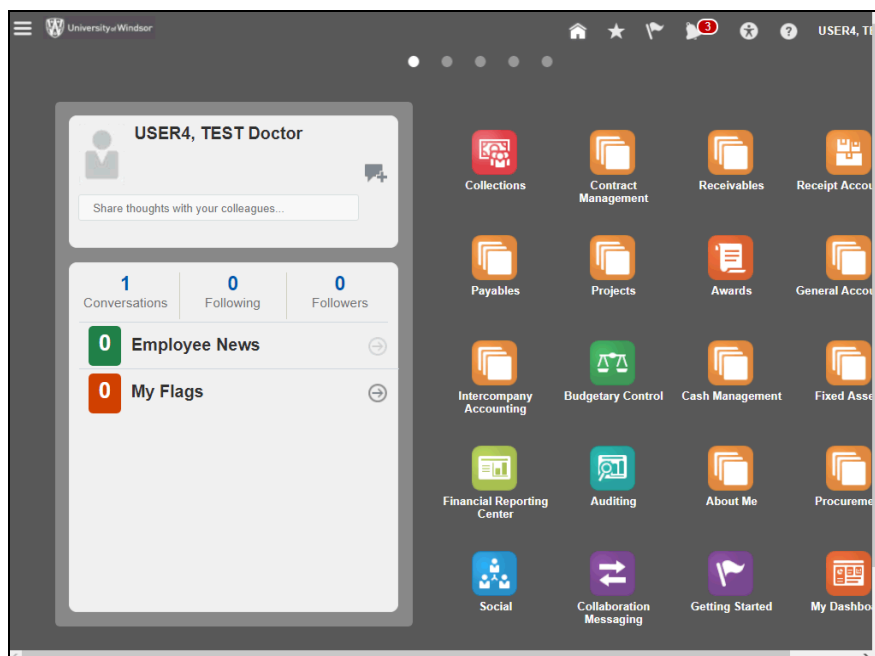 University of Windsor
3
USER4, TE
USER4, TEST Doctor
Share thoughts with your colleagues...
1
0
0
Conversations
Following
Followers
0 Employee News
0 My Flags
Collections
Contract
Management
Receivables
Receipt Accou
Payables
Projects
Awards
General Accou
Intercompany
Accounting
Budgetary Control
Cash Management
Fixed Asse
Financial Reporting
Center
Auditing
About Me
Procureme
Social
Collaboration
Messaging
Getting Started
My Dashbo